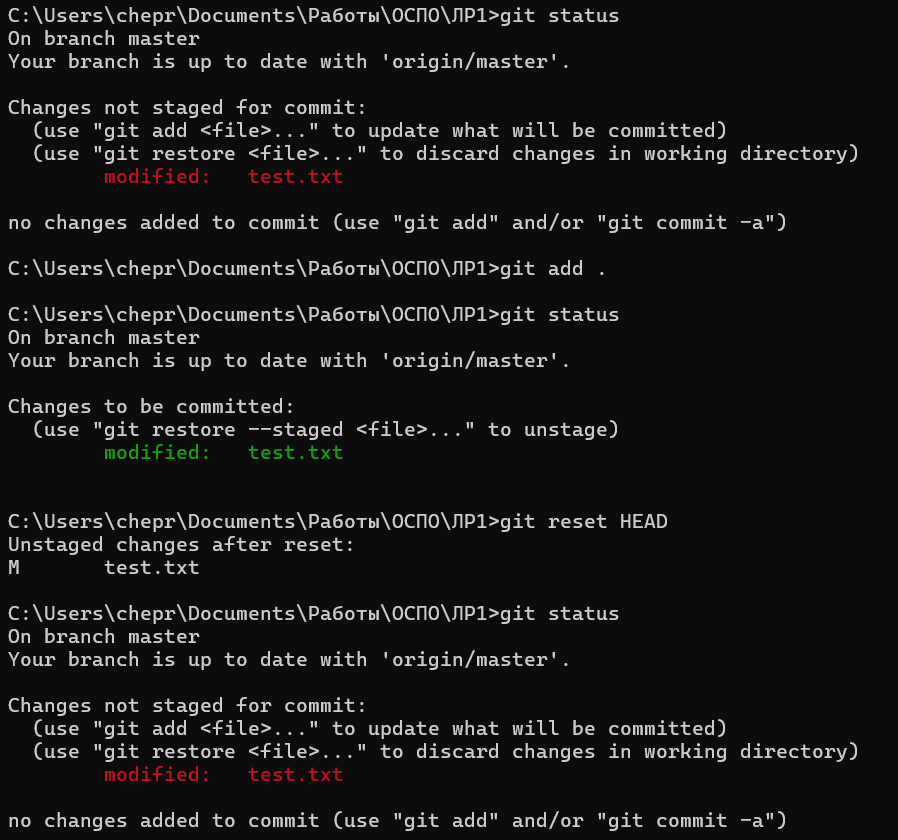 C:\Users\chepr\Documents\Работы\ОСПО\ЛР1>git status
On branch master
Your branch is up to date with 'origin/master'.
Changes not staged for commit:
  (use "git add <file>..." to update what will be committed)
  (use "git restore <file>..." to discard changes in working directory)
        modified:   test.txt
no changes added to commit (use "git add" and/or "git commit -a")
C:\Users\chepr\Documents\Работы\ОСПО\ЛР1>git add .
C:\Users\chepr\Documents\Работы\ОСПО\ЛР1>git status
On branch master
Your branch is up to date with 'origin/master'.
Changes to be committed:
  (use "git restore --staged <file>..." to unstage)
        modified:   test.txt
C:\Users\chepr\Documents\Работы\ОСПО\ЛР1>git reset HEAD
Unstaged changes after reset:
M       test.txt
C:\Users\chepr\Documents\Работы\ОСПО\ЛР1>git status
On branch master
Your branch is up to date with 'origin/master'.
Changes not staged for commit:
  (use "git add <file>..." to update what will be committed)
  (use "git restore <file>..." to discard changes in working directory)
        modified:   test.txt
no changes added to commit (use "git add" and/or "git commit -a")